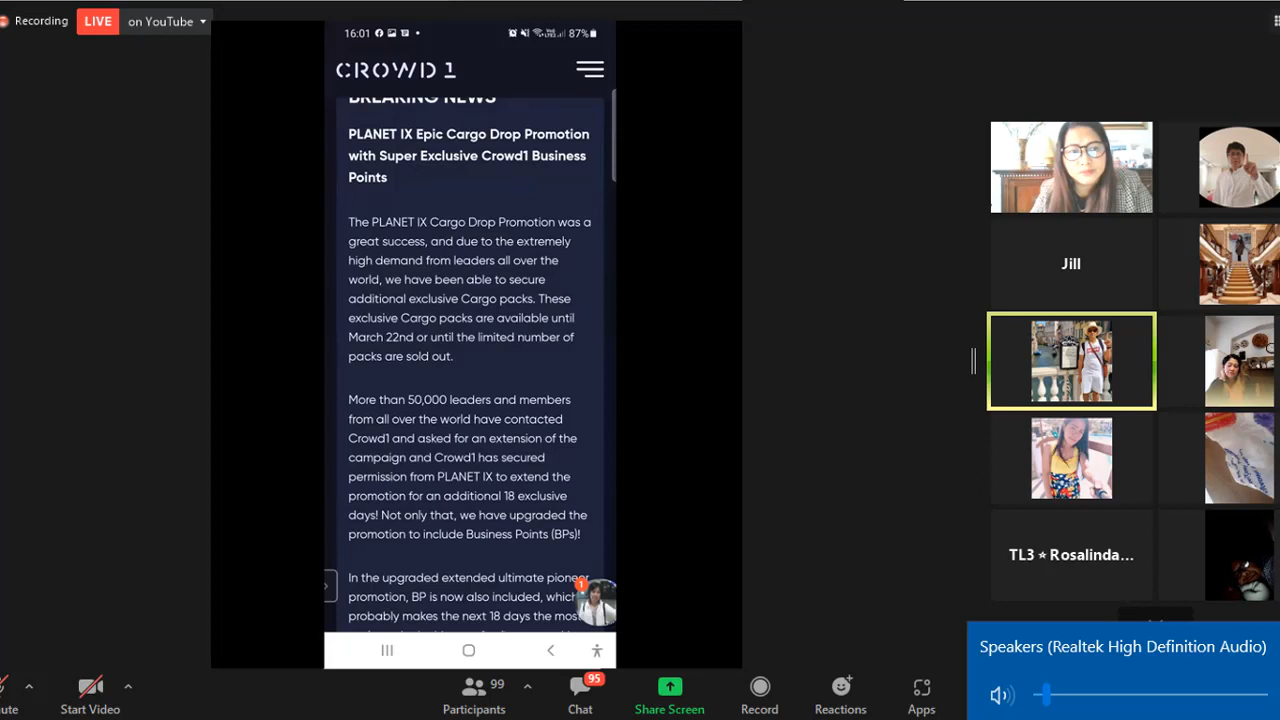 Recording
LIVE
on YouTube
16:01
87%
CROWD 1
BREAKING NEWS
PLANET IX Epic Cargo Drop Promotion
with Super Exclusive Crowd1 Business
Points
The PLANET IX Cargo Drop Promotion was a
great success, and due to the extremely
high demand from leaders all over the
world, we have been able to secure
additional exclusive Cargo packs. These
exclusive Cargo packs are available until
March 22nd or until the limited number of
packs are sold out.
More than 50,000 leaders and members
from all over the world have contacted
Crowd1 and asked for an extension of the
campaign and Crowd1 has secured
permission from PLANET IX to extend the
promotion for an additional 18 exclusive
days! Not only that, we have upgraded the
promotion to include Business Points (BPs)!
In the upgraded extended ultimate pioneer
promotion, BP is now also included, which
probably makes the next 18 days the most
1
Jill
TL3 ⭑ Rosalinda...
Speakers (Realtek High Definition Audio)
ute
Start Video
99
Participants
95
Chat
Share Screen
Record
Reactions
Apps